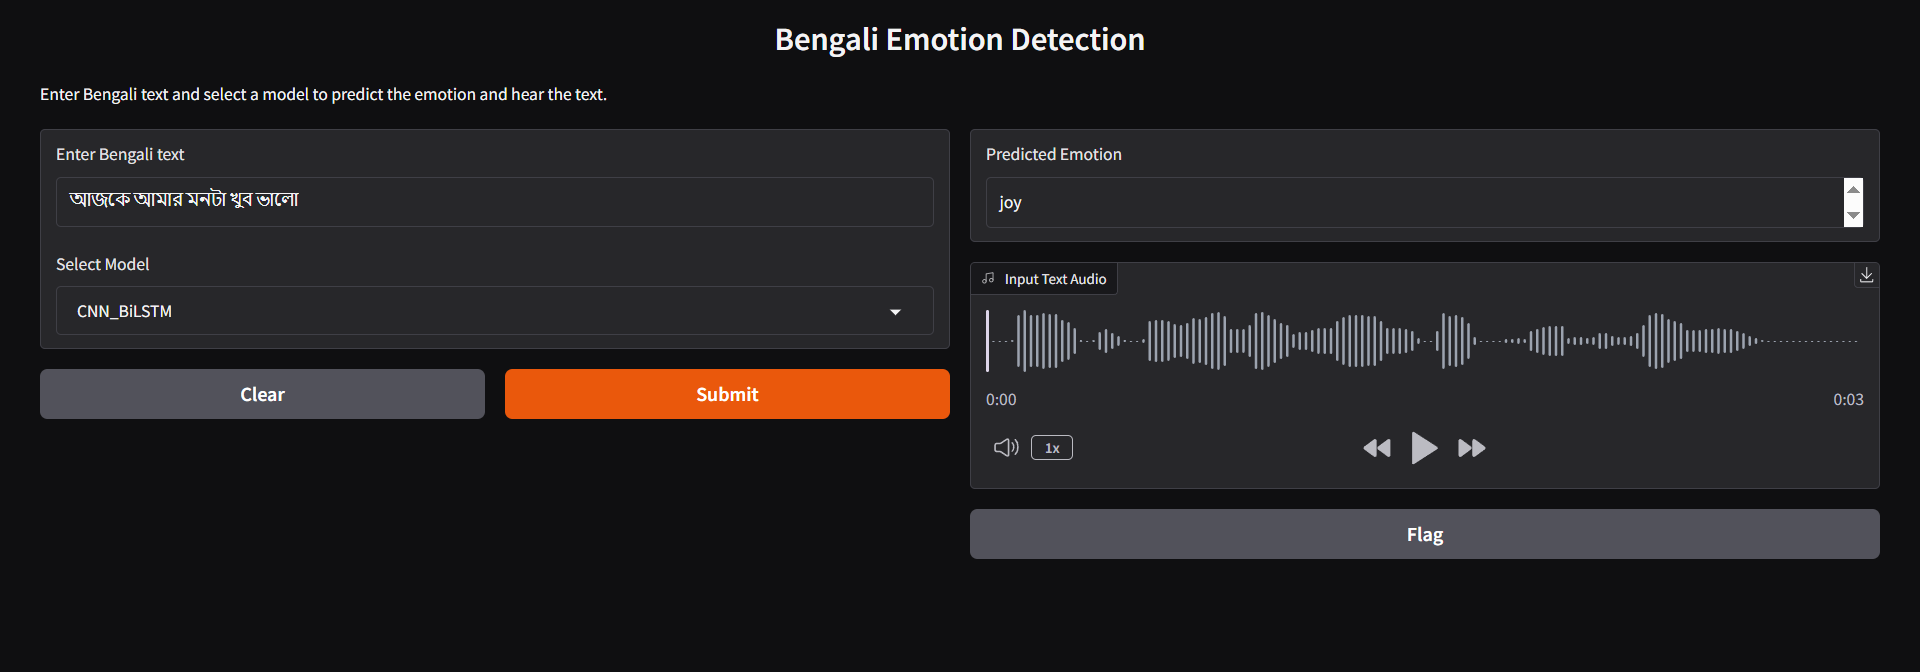 Bengali Emotion Detection
Enter Bengali text and select a model to predict the emotion and hear the text.
Enter Bengali text
আজকে আমার মনটা খুব ভালো
Select Model
CNN_BiLSTM
Clear
Submit
Predicted Emotion
joy
Input Text Audio
0:00
0:03
1x
Flag